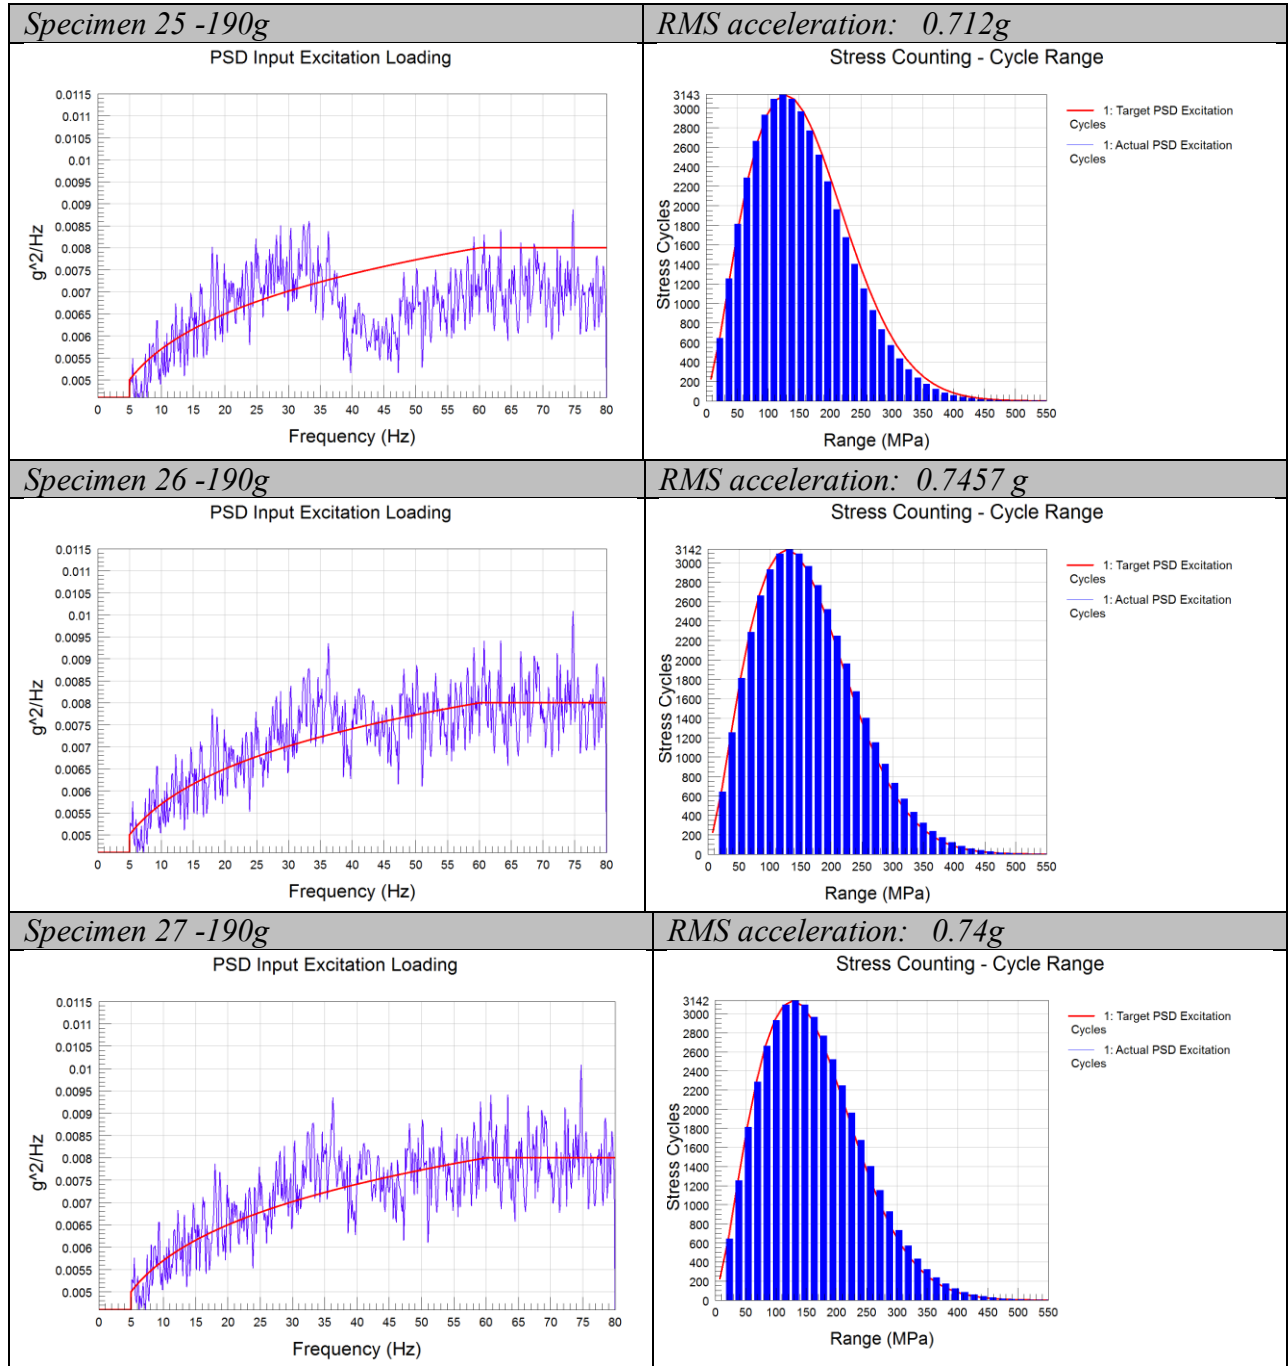 Specimen 25 -190g
RMS acceleration: 0.712g
PSD Input Excitation Loading
g^2/Hz
0.0115
0.011
0.0105
0.01
0.0095
0.009
0.0085
0.008
0.0075
0.007
0.0065
0.006
0.0055
0.005
0 5 10 15 20 25 30 35 40 45 50 55 60 65 70 75 80
Frequency (Hz)
Stress Counting - Cycle Range
Stress Cycles
3143
3000
2800
2600
2400
2200
2000
1800
1600
1400
1200
1000
800
600
400
200
0
0 50 100 150 200 250 300 350 400 450 500 550
Range (MPa)
1: Target PSD Excitation
Cycles
1: Actual PSD Excitation
Cycles
Specimen 26 -190g
RMS acceleration: 0.7457 g
PSD Input Excitation Loading
g^2/Hz
0.0115
0.011
0.0105
0.01
0.0095
0.009
0.0085
0.008
0.0075
0.007
0.0065
0.006
0.0055
0.005
0 5 10 15 20 25 30 35 40 45 50 55 60 65 70 75 80
Frequency (Hz)
Stress Counting - Cycle Range
Stress Cycles
3142
3000
2800
2600
2400
2200
2000
1800
1600
1400
1200
1000
800
600
400
200
0
0 50 100 150 200 250 300 350 400 450 500 550
Range (MPa)
1: Target PSD Excitation
Cycles
1: Actual PSD Excitation
Cycles
Specimen 27 -190g
RMS acceleration: 0.74g
PSD Input Excitation Loading
g^2/Hz
0.0115
0.011
0.0105
0.01
0.0095
0.009
0.0085
0.008
0.0075
0.007
0.0065
0.006
0.0055
0.005
0 5 10 15 20 25 30 35 40 45 50 55 60 65 70 75 80
Frequency (Hz)
Stress Counting - Cycle Range
Stress Cycles
3142
3000
2800
2600
2400
2200
2000
1800
1600
1400
1200
1000
800
600
400
200
0
0 50 100 150 200 250 300 350 400 450 500 550
Range (MPa)
1: Target PSD Excitation
Cycles
1: Actual PSD Excitation
Cycles